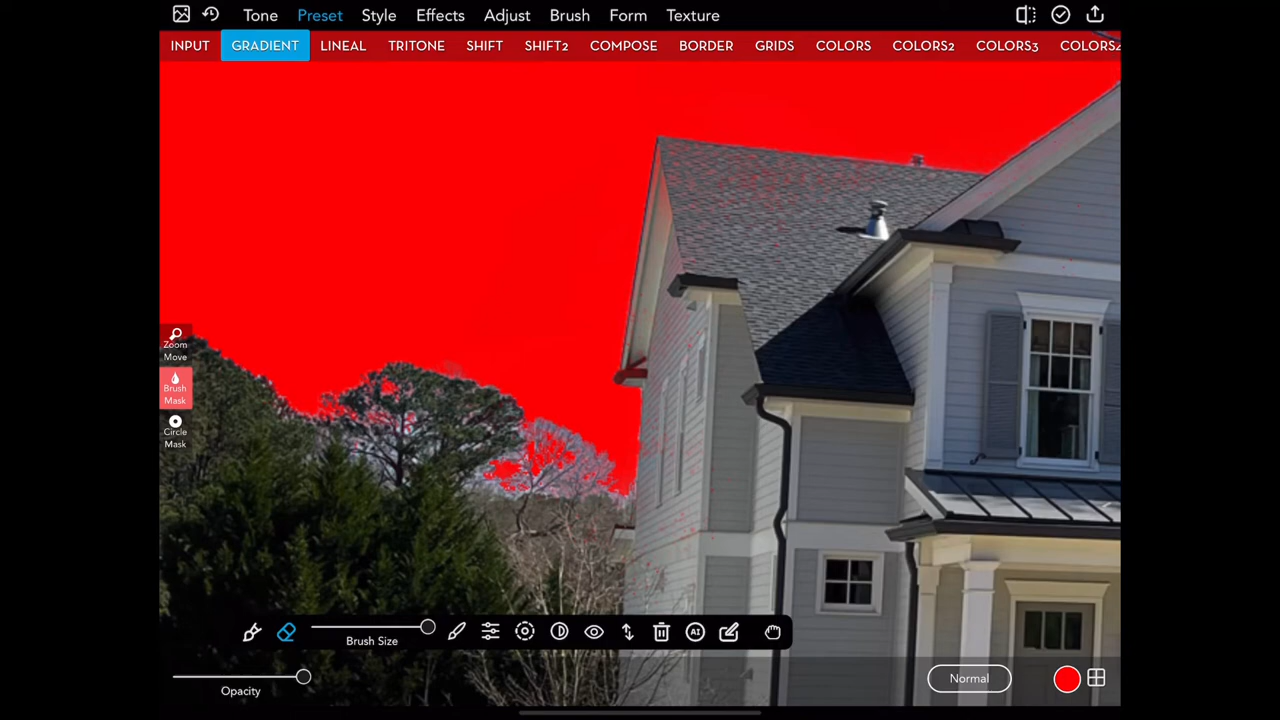 Tone Preset Style Effects Adjust Brush Form Texture
INPUT GRADIENT LINEAL TRITONE SHIFT SHIFT2 COMPOSE BORDER GRIDS COLORS COLORS2 COLORS3
Zoom
Move
Brush
Mask
Circle
Mask
AI
Brush Size
Opacity
Normal